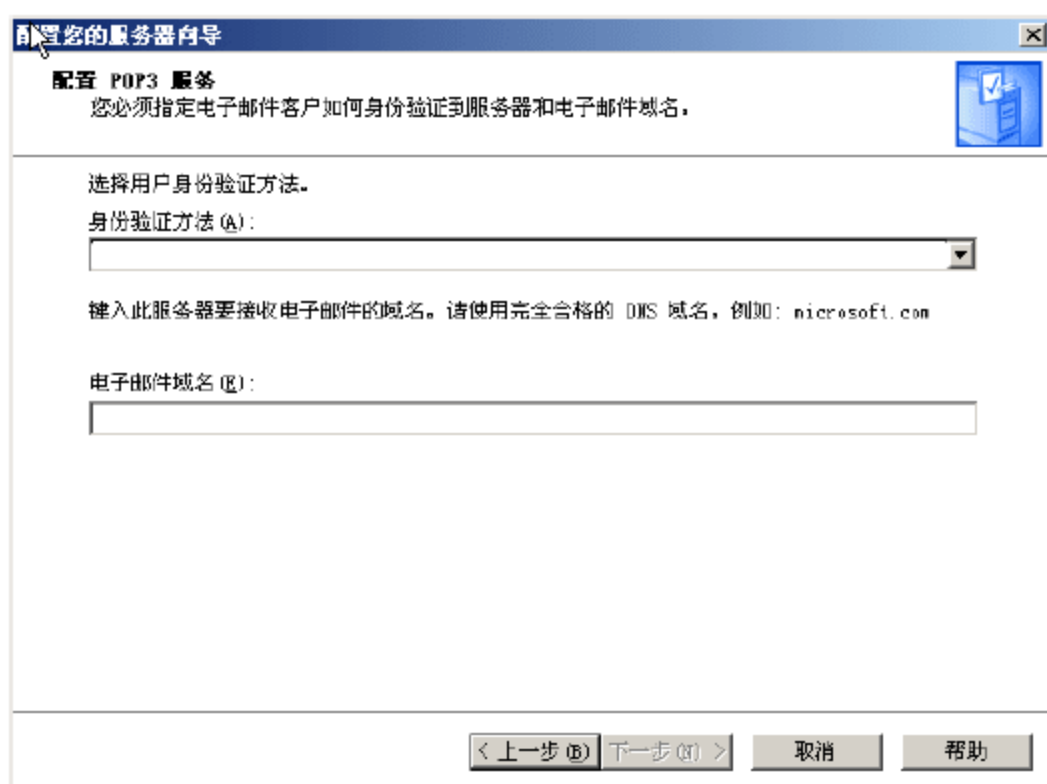 配置您的服务器向导
配置 POP3 服务
您必须指定电子邮件客户如何身份验证到服务器和电子邮件域名。
选择用户身份验证方法。
身份验证方法(A):
键入此服务器要接收电子邮件的域名。请使用完全合格的 DNS 域名，例如: microsoft.com
电子邮件域名(E):
< 上一步(B) 下一步(N) > 取消 帮助